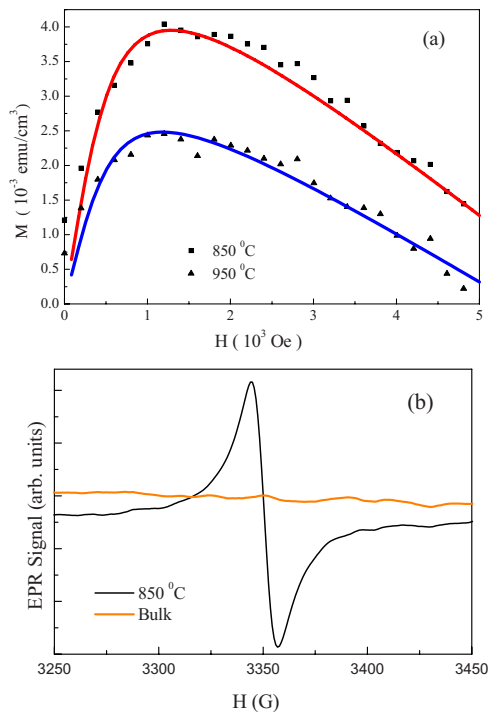 (a)
M ( 10⁻³ emu/cm³)
4.0
3.5
3.0
2.5
2.0
1.5
1.0
0.5
0.0
850 ⁰C
950 ⁰C
0 1 2 3 4 5
H ( 10³ Oe)
(b)
EPR Signal (arb. units)
850 ⁰C
Bulk
3250 3300 3350 3400 3450
H (G)